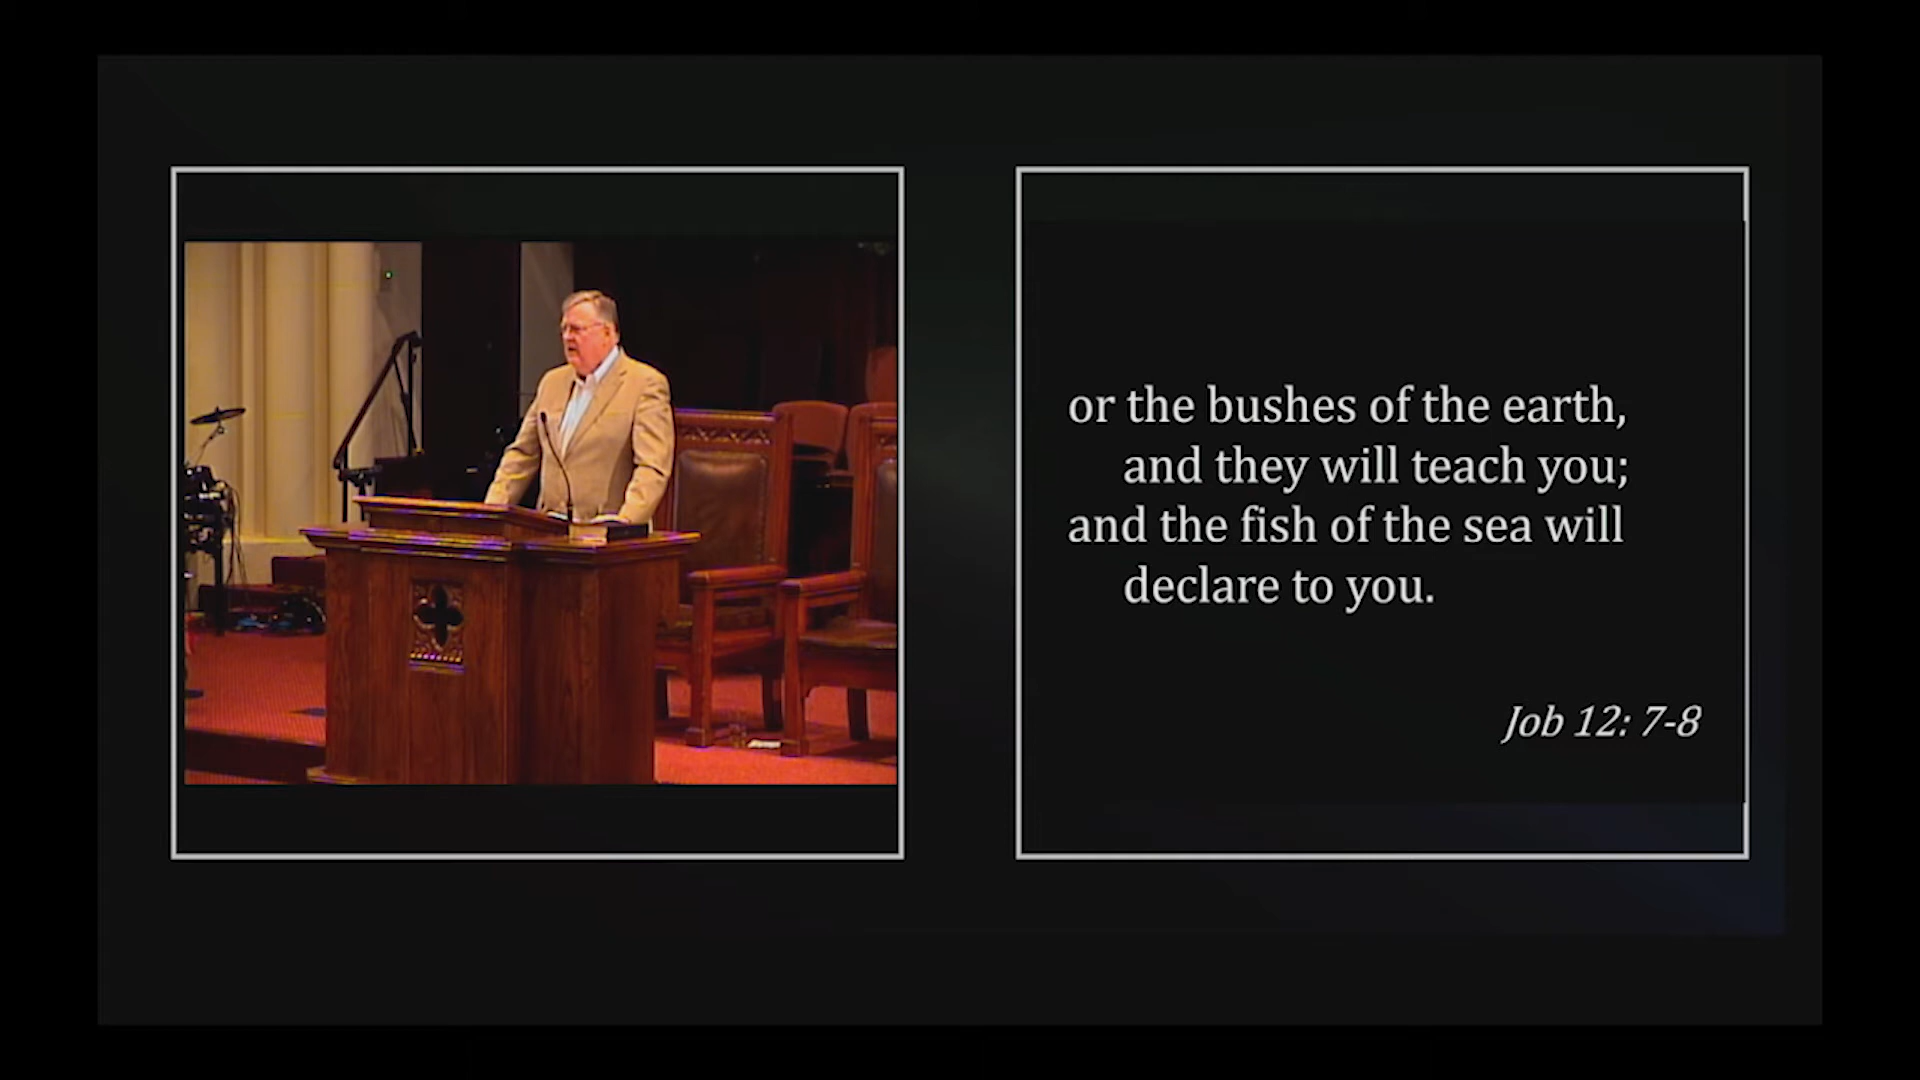 or the bushes of the earth,
and they will teach you;
and the fish of the sea will
declare to you.
Job 12: 7-8